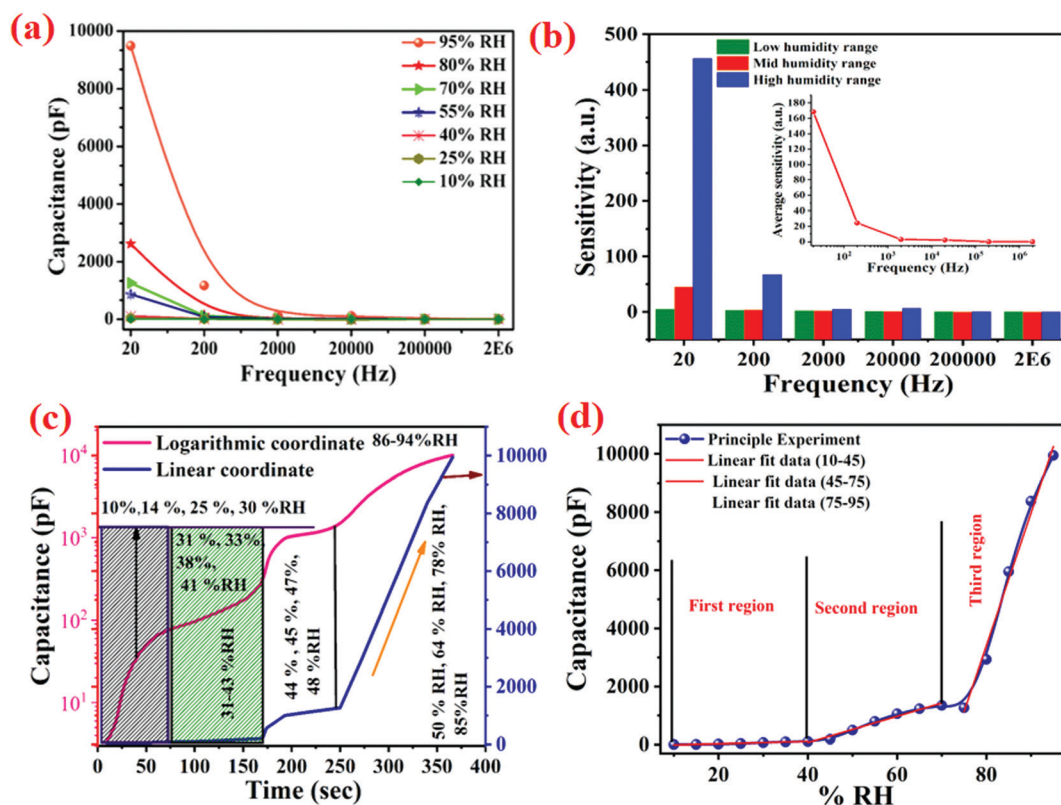 (a)
10000
8000
6000
4000
2000
0
Capacitance (pF)
95% RH
80% RH
70% RH
55% RH
40% RH
25% RH
10% RH
20 200 2000 20000 200000 2E6
Frequency (Hz)
(b)
500
400
300
200
100
0
Sensitivity (a.u.)
Low humidity range
Mid humidity range
High humidity range
180
160
140
120
100
80
60
40
20
0
Average sensitivity (a.u.)
10² 10³ 10⁴ 10⁵ 10⁶
Frequency (Hz)
20 200 2000 20000 200000 2E6
Frequency (Hz)
(c)
Logarithmic coordinate
Linear coordinate
86-94%RH
10⁴
10³
10²
10¹
10¹
Capacitance (pF)
10%,14 %, 25 %, 30 %RH
31 %, 33%,
38%,
41 %RH
31-43 %RH
44 %, 45 %, 47%,
48 %RH
50 % RH, 64 % RH, 78% RH,
85%RH
10000
8000
6000
4000
3000
2000
1000
0
0 50 100 150 200 250 300 350 400
Time (sec)
(d)
Principle Experiment
Linear fit data (10-45)
Linear fit data (45-75)
Linear fit data (75-95)
10000
8000
6000
4000
2000
0
Capacitance (pF)
First region
Second region
Third region
20 40 60 80
% RH